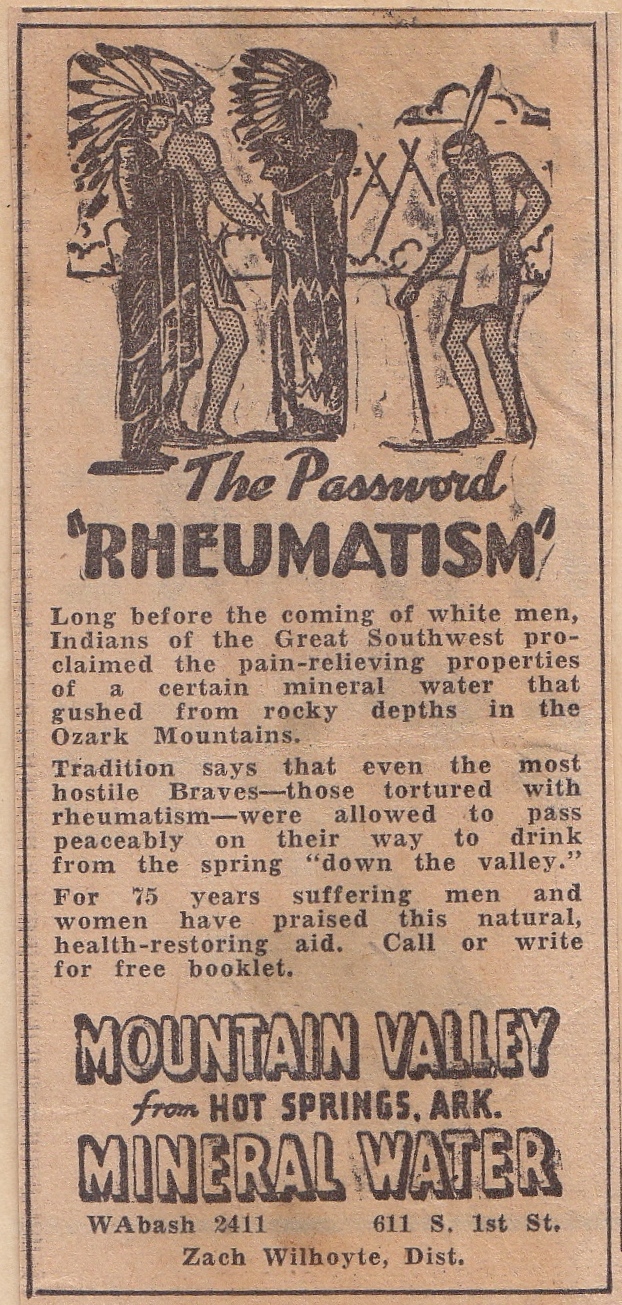 The Password
"RHEUMATISM"
Long before the coming of white men,
Indians of the Great Southwest pro-
claimed the pain-relieving properties
of a certain mineral water that
gushed from rocky depths in the
Ozark Mountains.
Tradition says that even the most
hostile Braves—those tortured with
rheumatism—were allowed to pass
peaceably on their way to drink
from the spring "down the valley."
For 75 years suffering men and
women have praised this natural,
health-restoring aid. Call or write
for free booklet.
MOUNTAIN VALLEY
from HOT SPRINGS, ARK.
MINERAL WATER
WAbash 2411 611 S. 1st St.
Zach Wilhoyte, Dist.